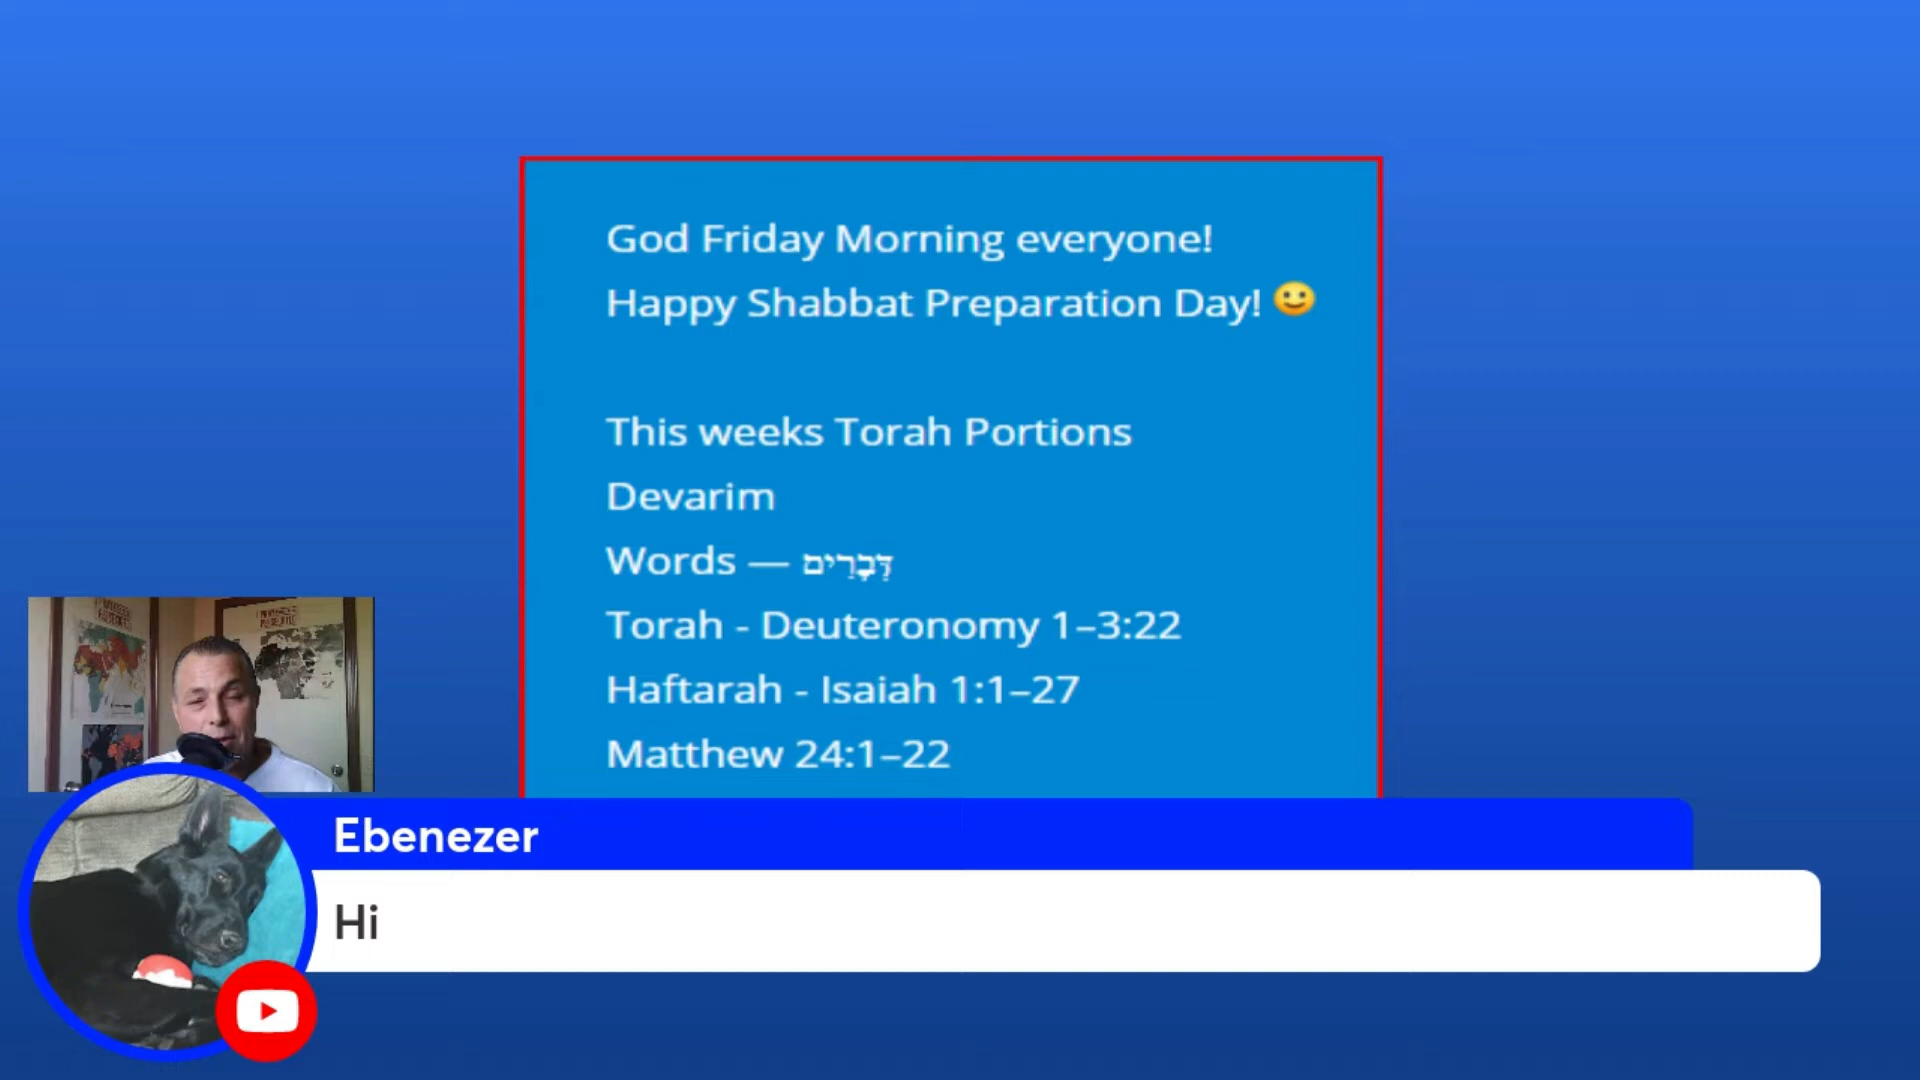 God Friday Morning everyone!
Happy Shabbat Preparation Day! 🙂
This weeks Torah Portions
Devarim
Words — דְּבָרִים
Torah - Deuteronomy 1–3:22
Haftarah - Isaiah 1:1–27
Matthew 24:1–22
Ebenezer
Hi